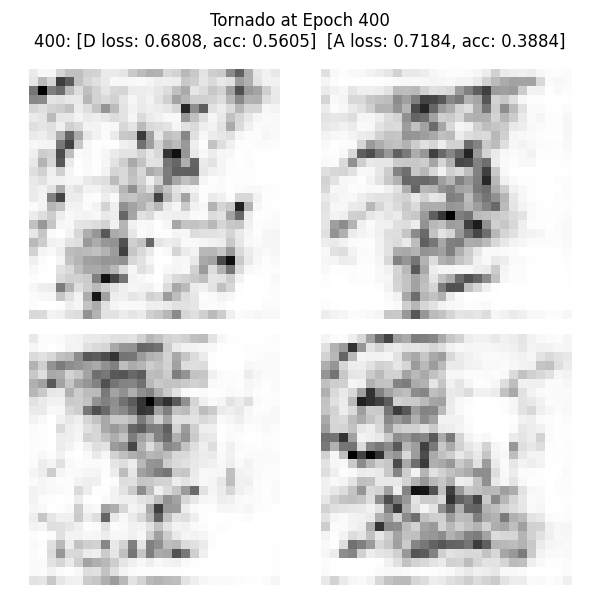 Tornado at Epoch 400
400: [D loss: 0.6808, acc: 0.5605]  [A loss: 0.7184, acc: 0.3884]